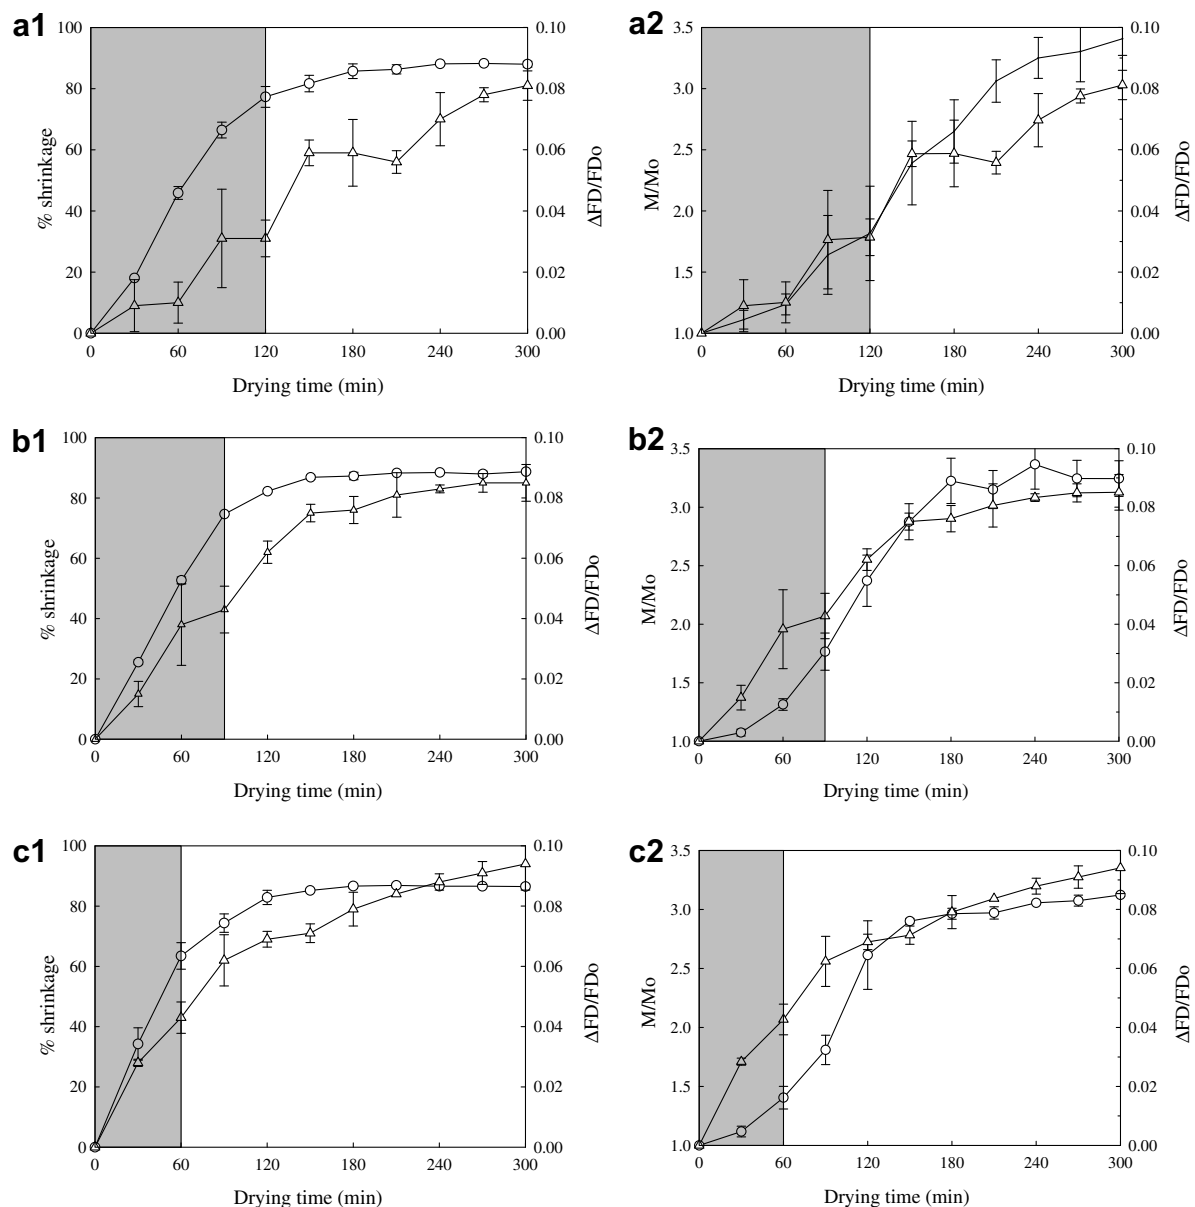 a1
100
80
60
40
20
0
% shrinkage
0.10
0.08
0.06
0.04
0.02
0.00
ΔFD/FDo
0 60 120 180 240 300
Drying time (min)
a2
3.5
3.0
2.5
2.0
1.5
1.0
M/Mo
0.10
0.08
0.06
0.04
0.02
0.00
ΔFD/FDo
0 60 120 180 240 300
Drying time (min)
b1
100
80
60
40
20
0
% shrinkage
0.10
0.08
0.06
0.04
0.02
0.00
ΔFD/FDo
0 60 120 180 240 300
Drying time (min)
b2
3.5
3.0
2.5
2.0
1.5
1.0
M/Mo
0.10
0.08
0.06
0.04
0.02
0.00
ΔFD/FDo
0 60 120 180 240 300
Drying time (min)
c1
100
80
60
40
20
0
% shrinkage
0.10
0.08
0.06
0.04
0.02
0.00
ΔFD/FDo
0 60 120 180 240 300
Drying time (min)
c2
3.5
3.0
2.5
2.0
1.5
1.0
M/Mo
0.10
0.08
0.06
0.04
0.02
0.00
ΔFD/FDo
0 60 120 180 240 300
Drying time (min)